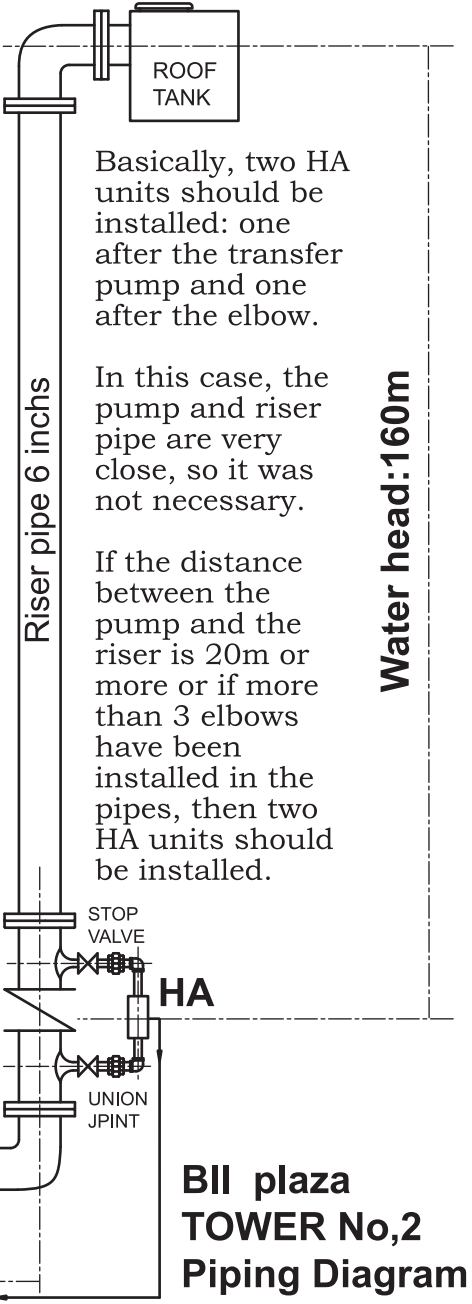 ROOF
TANK
Basically, two HA
units should be
installed: one
after the transfer
pump and one
after the elbow.
In this case, the
pump and riser
pipe are very
close, so it was
not necessary.
If the distance
between the
pump and the
riser is 20m or
more or if more
than 3 elbows
have been
installed in the
pipes, then two
HA units should
be installed.
Riser pipe 6 inchs
Water head:160m
STOP
VALVE
HA
UNION
JPINT
BII plaza
TOWER No,2
Piping Diagram